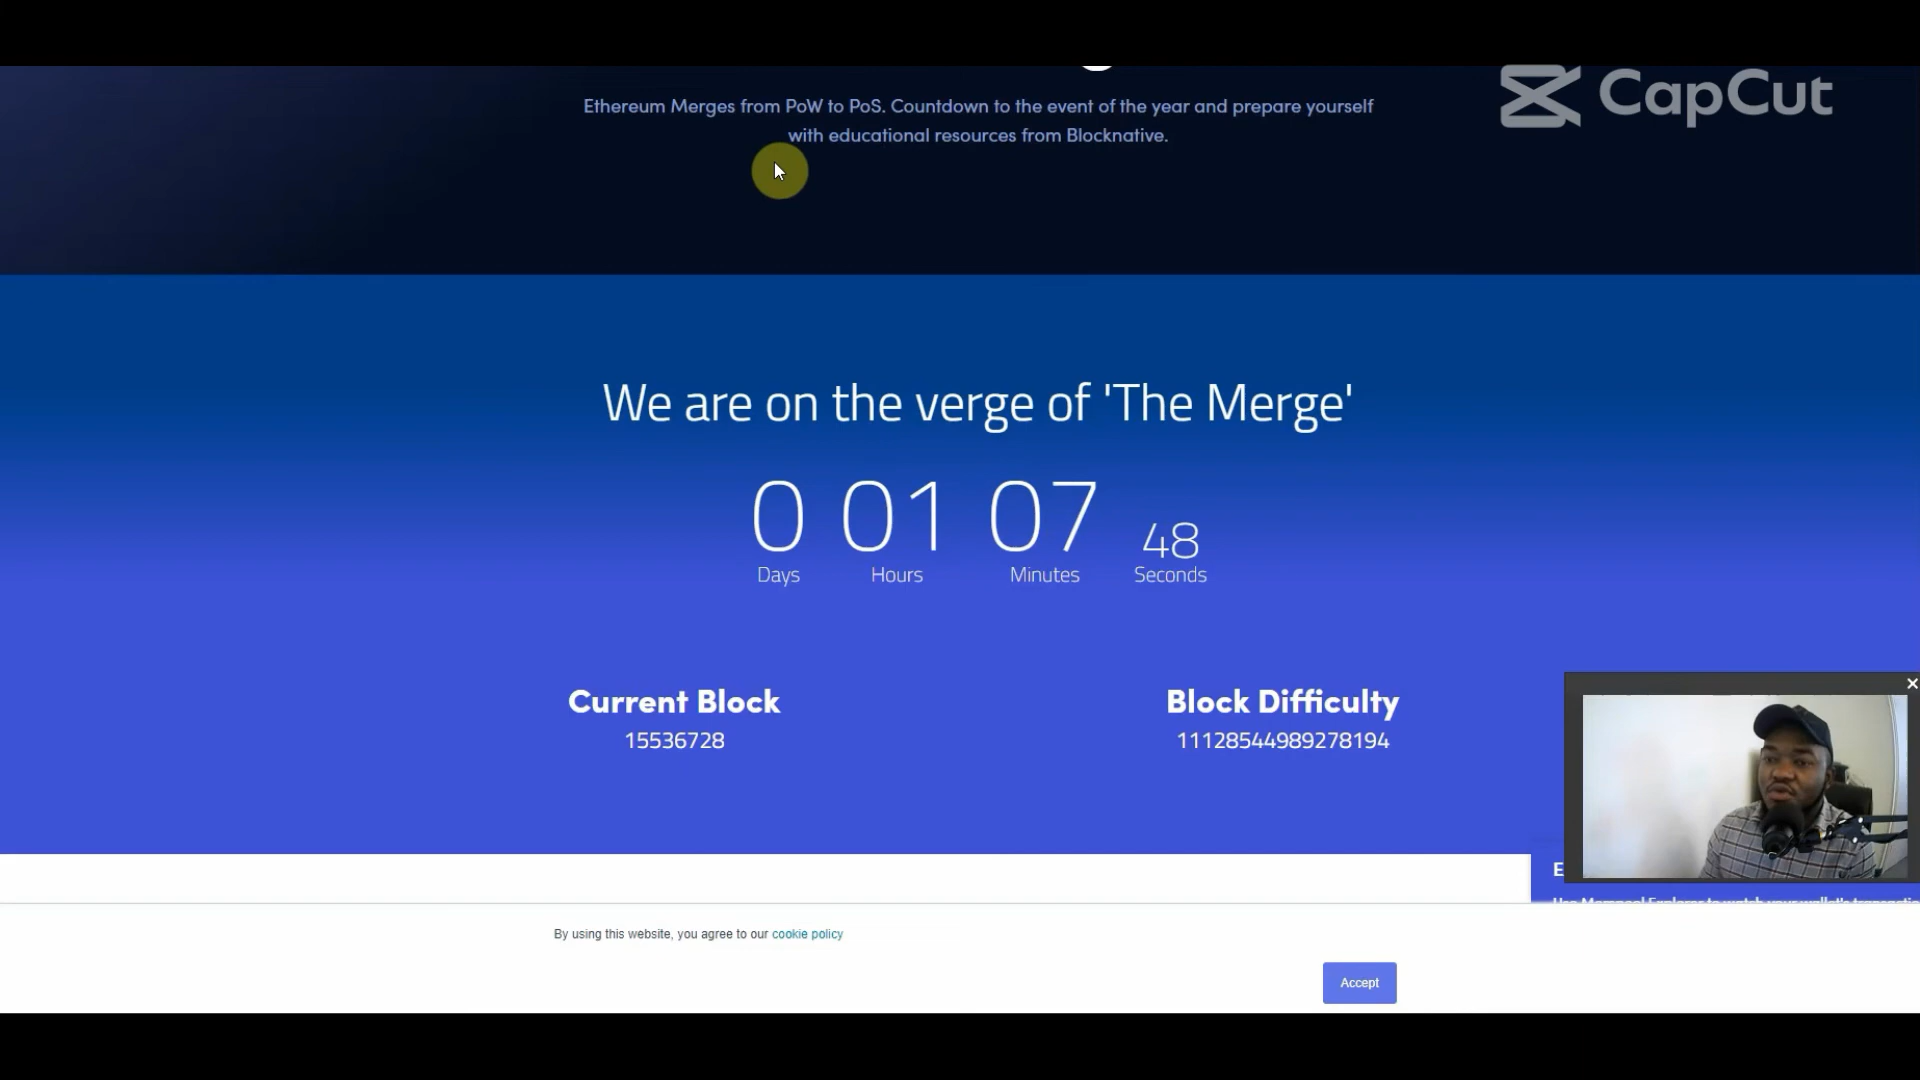 CapCut
Ethereum Merges from PoW to PoS. Countdown to the event of the year and prepare yourself
with educational resources from Blocknative.
We are on the verge of 'The Merge'
0 01 07 48
Days Hours Minutes Seconds
Current Block Block Difficulty
15536728 11128544989278194
E
By using this website, you agree to our cookie policy
Accept